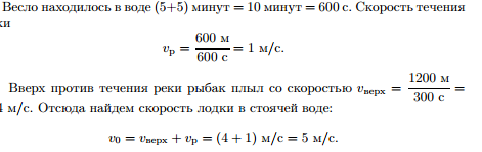 Весло находилось в воде (5+5) минут = 10 минут = 600 с. Скорость течения
ки
v_р = 600 м / 600 с = 1 м/с.
Вверх против течения реки рыбак плыл со скоростью v_верх = 1200 м / 300 с =
4 м/с. Отсюда найдем скорость лодки в стоячей воде:
v_0 = v_верх + v_р = (4 + 1) м/с = 5 м/с.